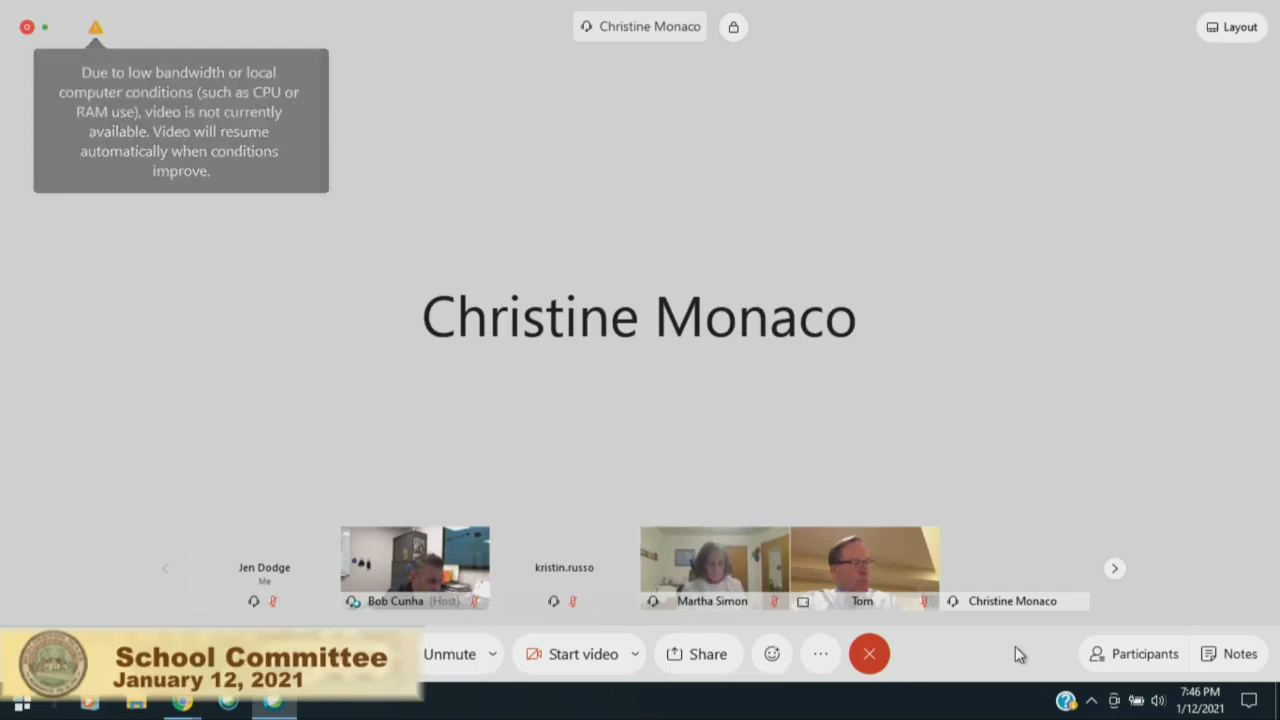 Christine Monaco
Layout
Due to low bandwidth or local
computer conditions (such as CPU or
RAM use), video is not currently
available. Video will resume
automatically when conditions
improve.
Christine Monaco
Jen Dodge
Me
Bob Cunha (Host)
kristin.russo
Martha Simon
Tom
Christine Monaco
School Committee
January 12, 2021
Unmute
Start video
Share
Participants
Notes
7:46 PM
1/12/2021